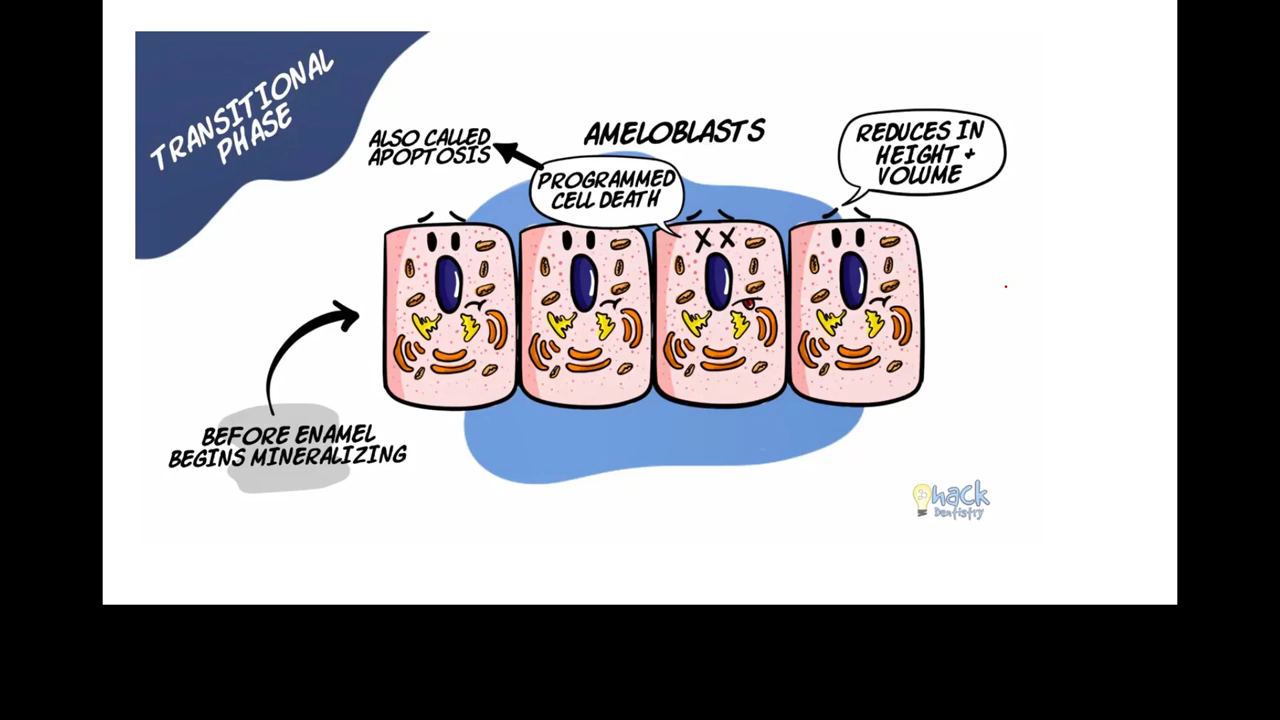 TRANSITIONAL
PHASE
ALSO CALLED
APOPTOSIS
AMELOBLASTS
PROGRAMMED
CELL DEATH
REDUCES IN
HEIGHT +
VOLUME
BEFORE ENAMEL
BEGINS MINERALIZING
hack
Dentistry